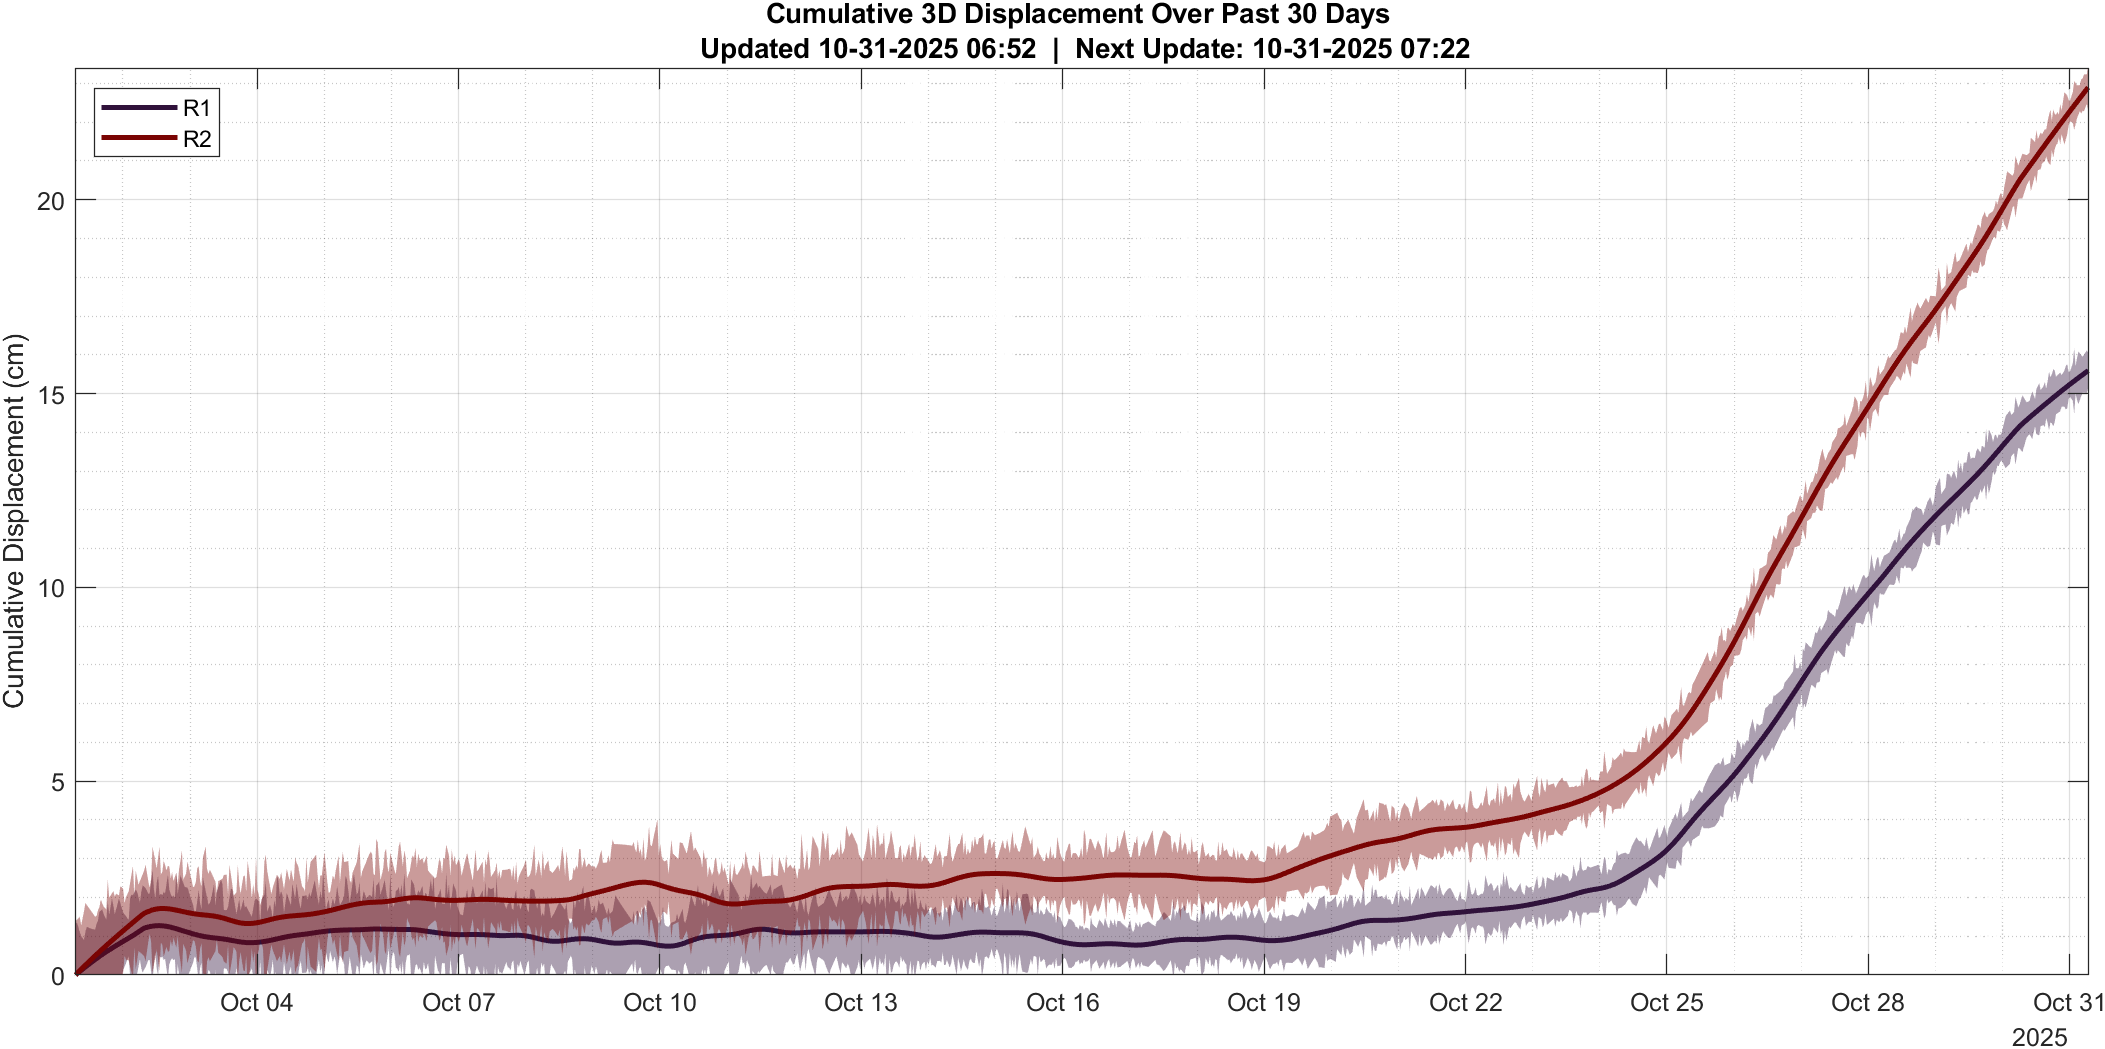 Cumulative 3D Displacement Over Past 30 Days
Updated 10-31-2025 06:52 | Next Update: 10-31-2025 07:22
R1
R2
Cumulative Displacement (cm)
20
15
10
5
0
Oct 04
Oct 07
Oct 10
Oct 13
Oct 16
Oct 19
Oct 22
Oct 25
Oct 28
Oct 31
2025